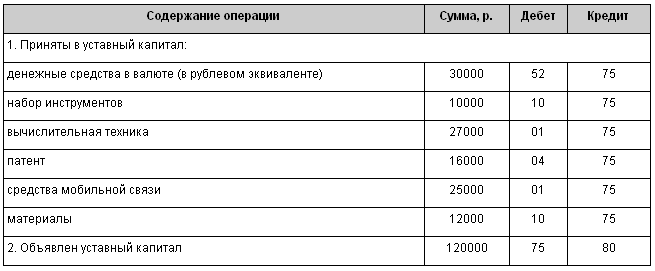 Содержание операции Сумма, р. Дебет Кредит
1. Приняты в уставный капитал:
денежные средства в валюте (в рублевом эквиваленте) 30000 52 75
набор инструментов 10000 10 75
вычислительная техника 27000 01 75
патент 16000 04 75
средства мобильной связи 25000 01 75
материалы 12000 10 75
2. Объявлен уставный капитал 120000 75 80